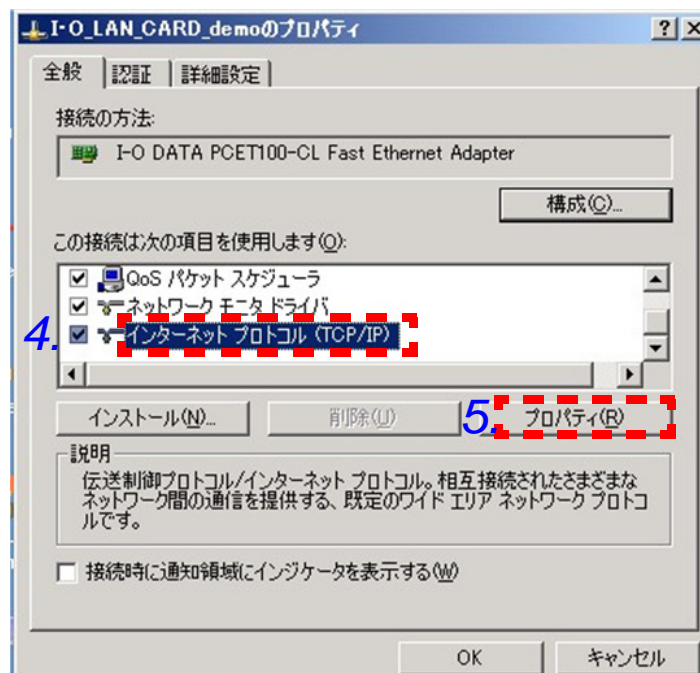 I-O_LAN_CARD_demoのプロパティ
全般 認証 詳細設定
接続の方法:
I-O DATA PCET100-CL Fast Ethernet Adapter
構成(C)...
この接続は次の項目を使用します(O):
QoS パケット スケジューラ
ネットワーク モニタ ドライバ
4. インターネット プロトコル (TCP/IP)
インストール(N)... 削除(U) 5. プロパティ(R)
説明
伝送制御プロトコル/インターネット プロトコル。相互接続されたさまざまな
ネットワーク間の通信を提供する、既定のワイド エリア ネットワーク プロトコ
ルです。
接続時に通知領域にインジケータを表示する(W)
OK キャンセル